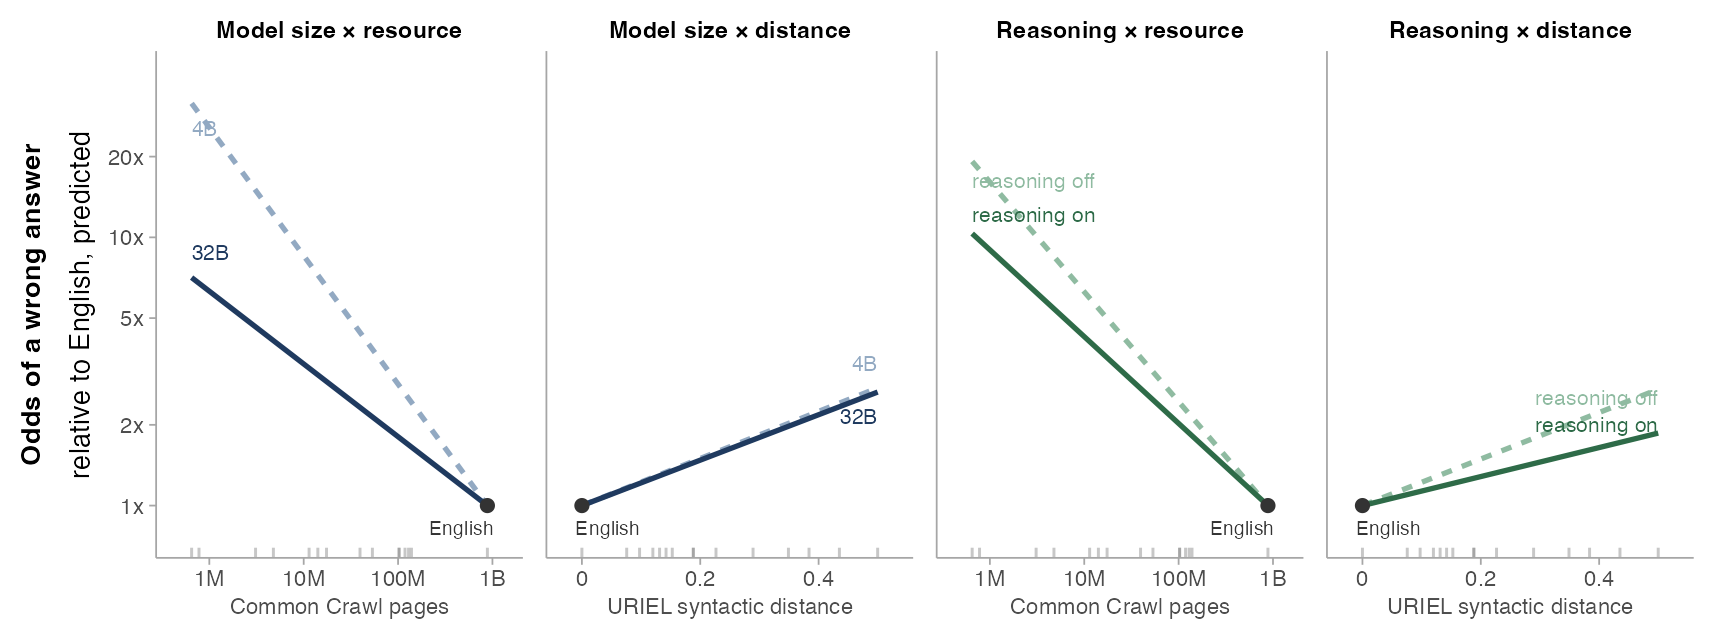 Model size × resource
Model size × distance
Reasoning × resource
Reasoning × distance
Odds of a wrong answer
relative to English, predicted
20x
10x
5x
2x
1x
4B
32B
English
1M
10M
100M
1B
Common Crawl pages
4B
32B
English
0
0.2
0.4
URIEL syntactic distance
reasoning off
reasoning on
English
1M
10M
100M
1B
Common Crawl pages
reasoning off
reasoning on
English
0
0.2
0.4
URIEL syntactic distance